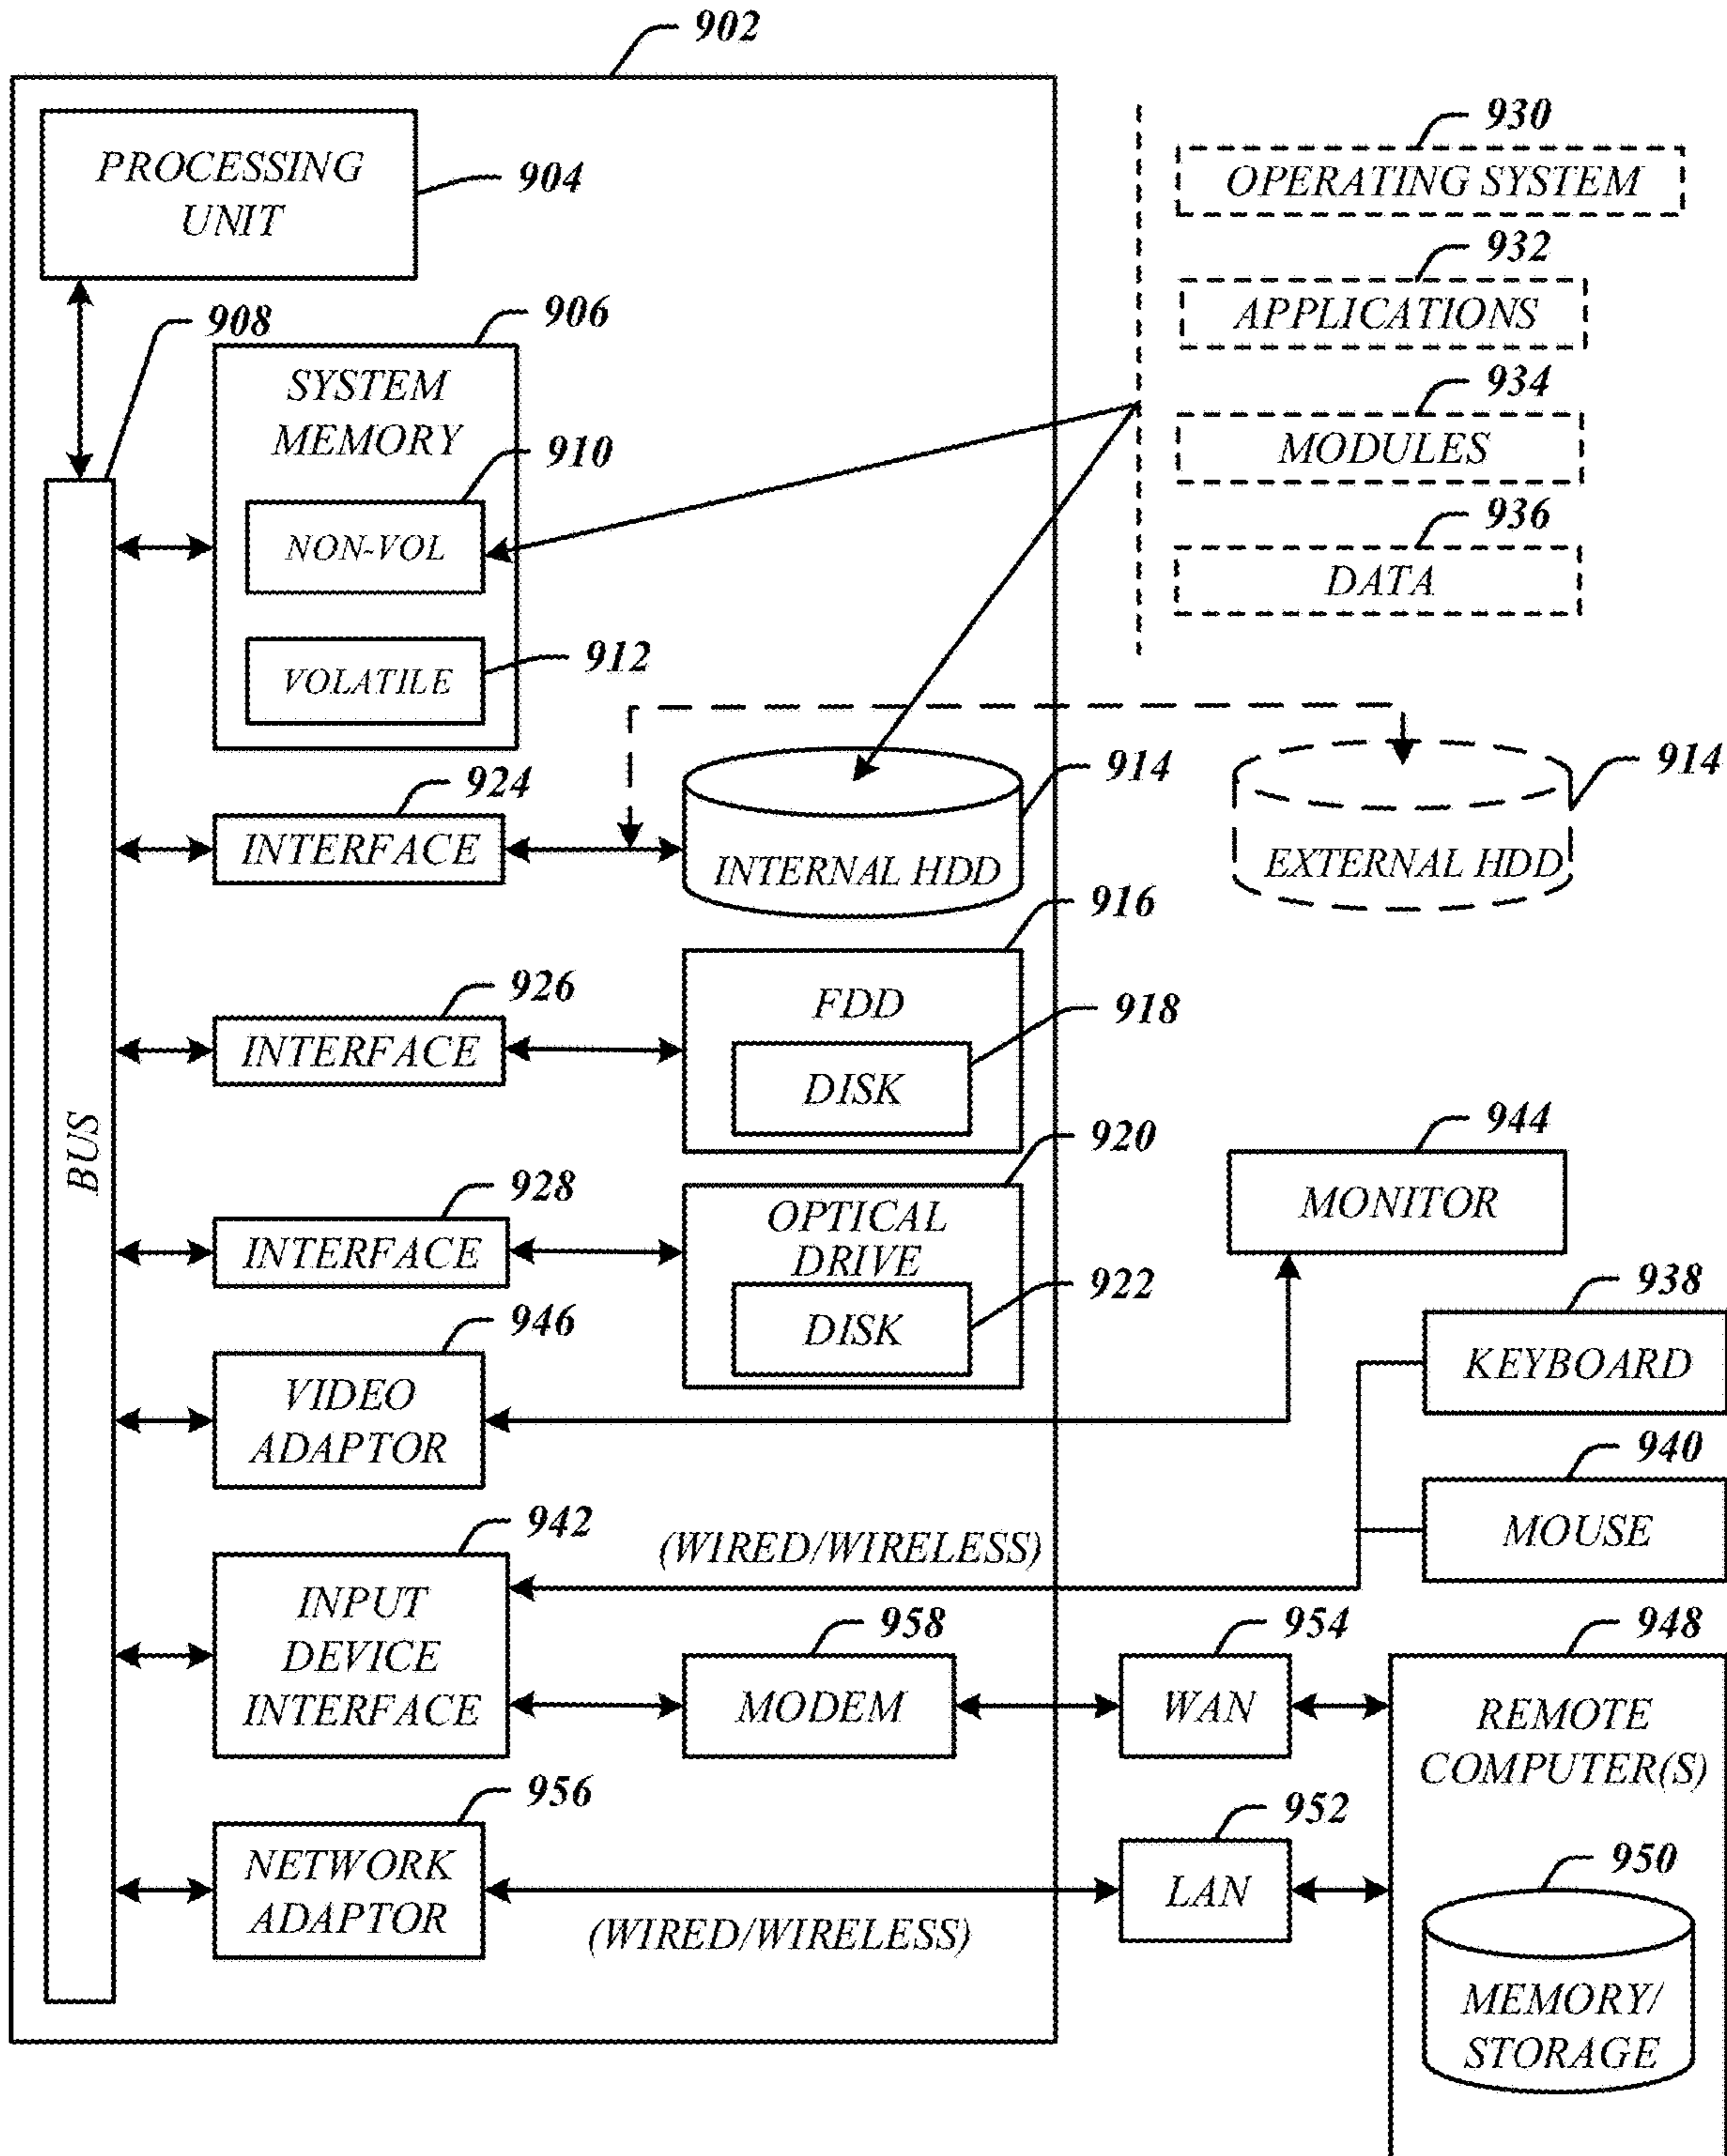 902
PROCESSING
UNIT
904
908
906
SYSTEM
MEMORY
910
NON-VOL
912
VOLATILE
930
OPERATING SYSTEM
932
APPLICATIONS
934
MODULES
936
DATA
924
INTERFACE
914
INTERNAL HDD
914
EXTERNAL HDD
916
FDD
918
DISK
926
INTERFACE
BUS
920
OPTICAL
DRIVE
922
DISK
928
INTERFACE
944
MONITOR
946
VIDEO
ADAPTOR
938
KEYBOARD
940
MOUSE
942
INPUT
DEVICE
INTERFACE
(WIRED/WIRELESS)
958
MODEM
954
WAN
948
REMOTE
COMPUTER(S)
956
NETWORK
ADAPTOR
(WIRED/WIRELESS)
952
LAN
950
MEMORY/
STORAGE